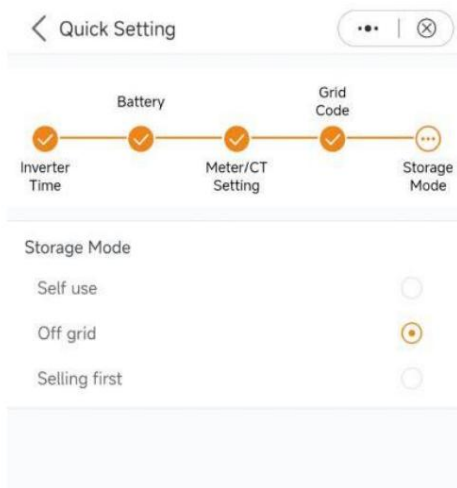 Quick Setting
Battery
Grid
Code
Inverter
Time
Meter/CT
Setting
Storage
Mode
Storage Mode
Self use
Off grid
Selling first